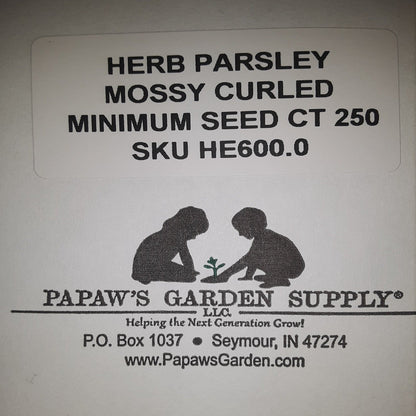 HERB PARSLEY
MOSSY CURLED
MINIMUM SEED CT 250
SKU HE600.0
PAPAW'S GARDEN SUPPLY®
LLC.
Helping the Next Generation Grow!
P.O. Box 1037 ● Seymour, IN 47274
www.PapawsGarden.com